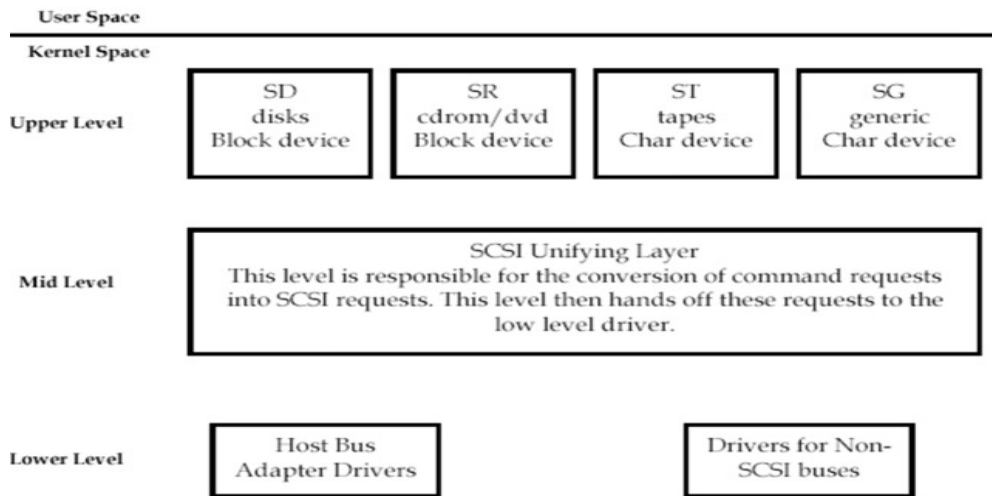 User Space
Kernel Space
Upper Level
SD
disks
Block device
SR
cdrom/dvd
Block device
ST
tapes
Char device
SG
generic
Char device
Mid Level
SCSI Unifying Layer
This level is responsible for the conversion of command requests
into SCSI requests. This level then hands off these requests to the
low level driver.
Lower Level
Host Bus
Adapter Drivers
Drivers for Non-
SCSI buses